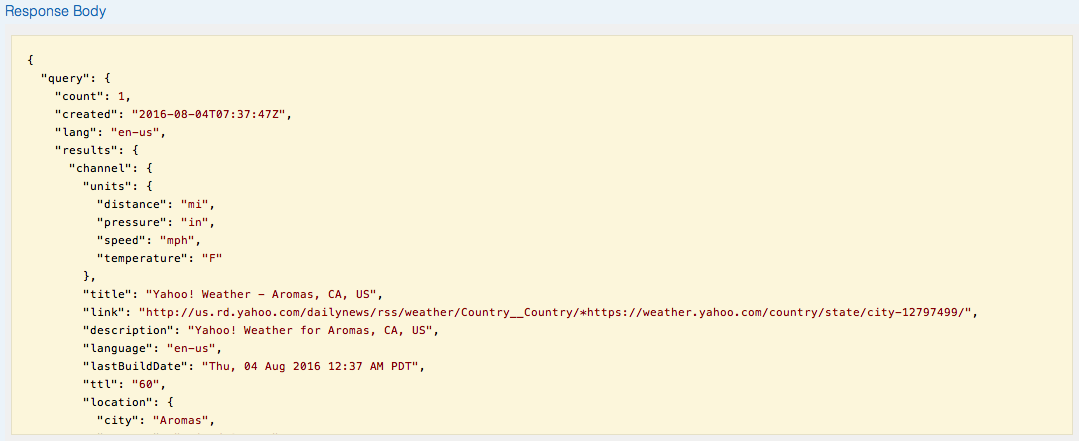 Response Body
{
"query": {
"count": 1,
"created": "2016-08-04T07:37:47Z",
"lang": "en-us",
"results": {
"channel": {
"units": {
"distance": "mi",
"pressure": "in",
"speed": "mph",
"temperature": "F"
},
"title": "Yahoo! Weather - Aromas, CA, US",
"link": "http://us.rd.yahoo.com/dailynews/rss/weather/Country__Country/*https://weather.yahoo.com/country/state/city-12797499/",
"description": "Yahoo! Weather for Aromas, CA, US",
"language": "en-us",
"lastBuildDate": "Thu, 04 Aug 2016 12:37 AM PDT",
"ttl": "60",
"location": {
"city": "Aromas",